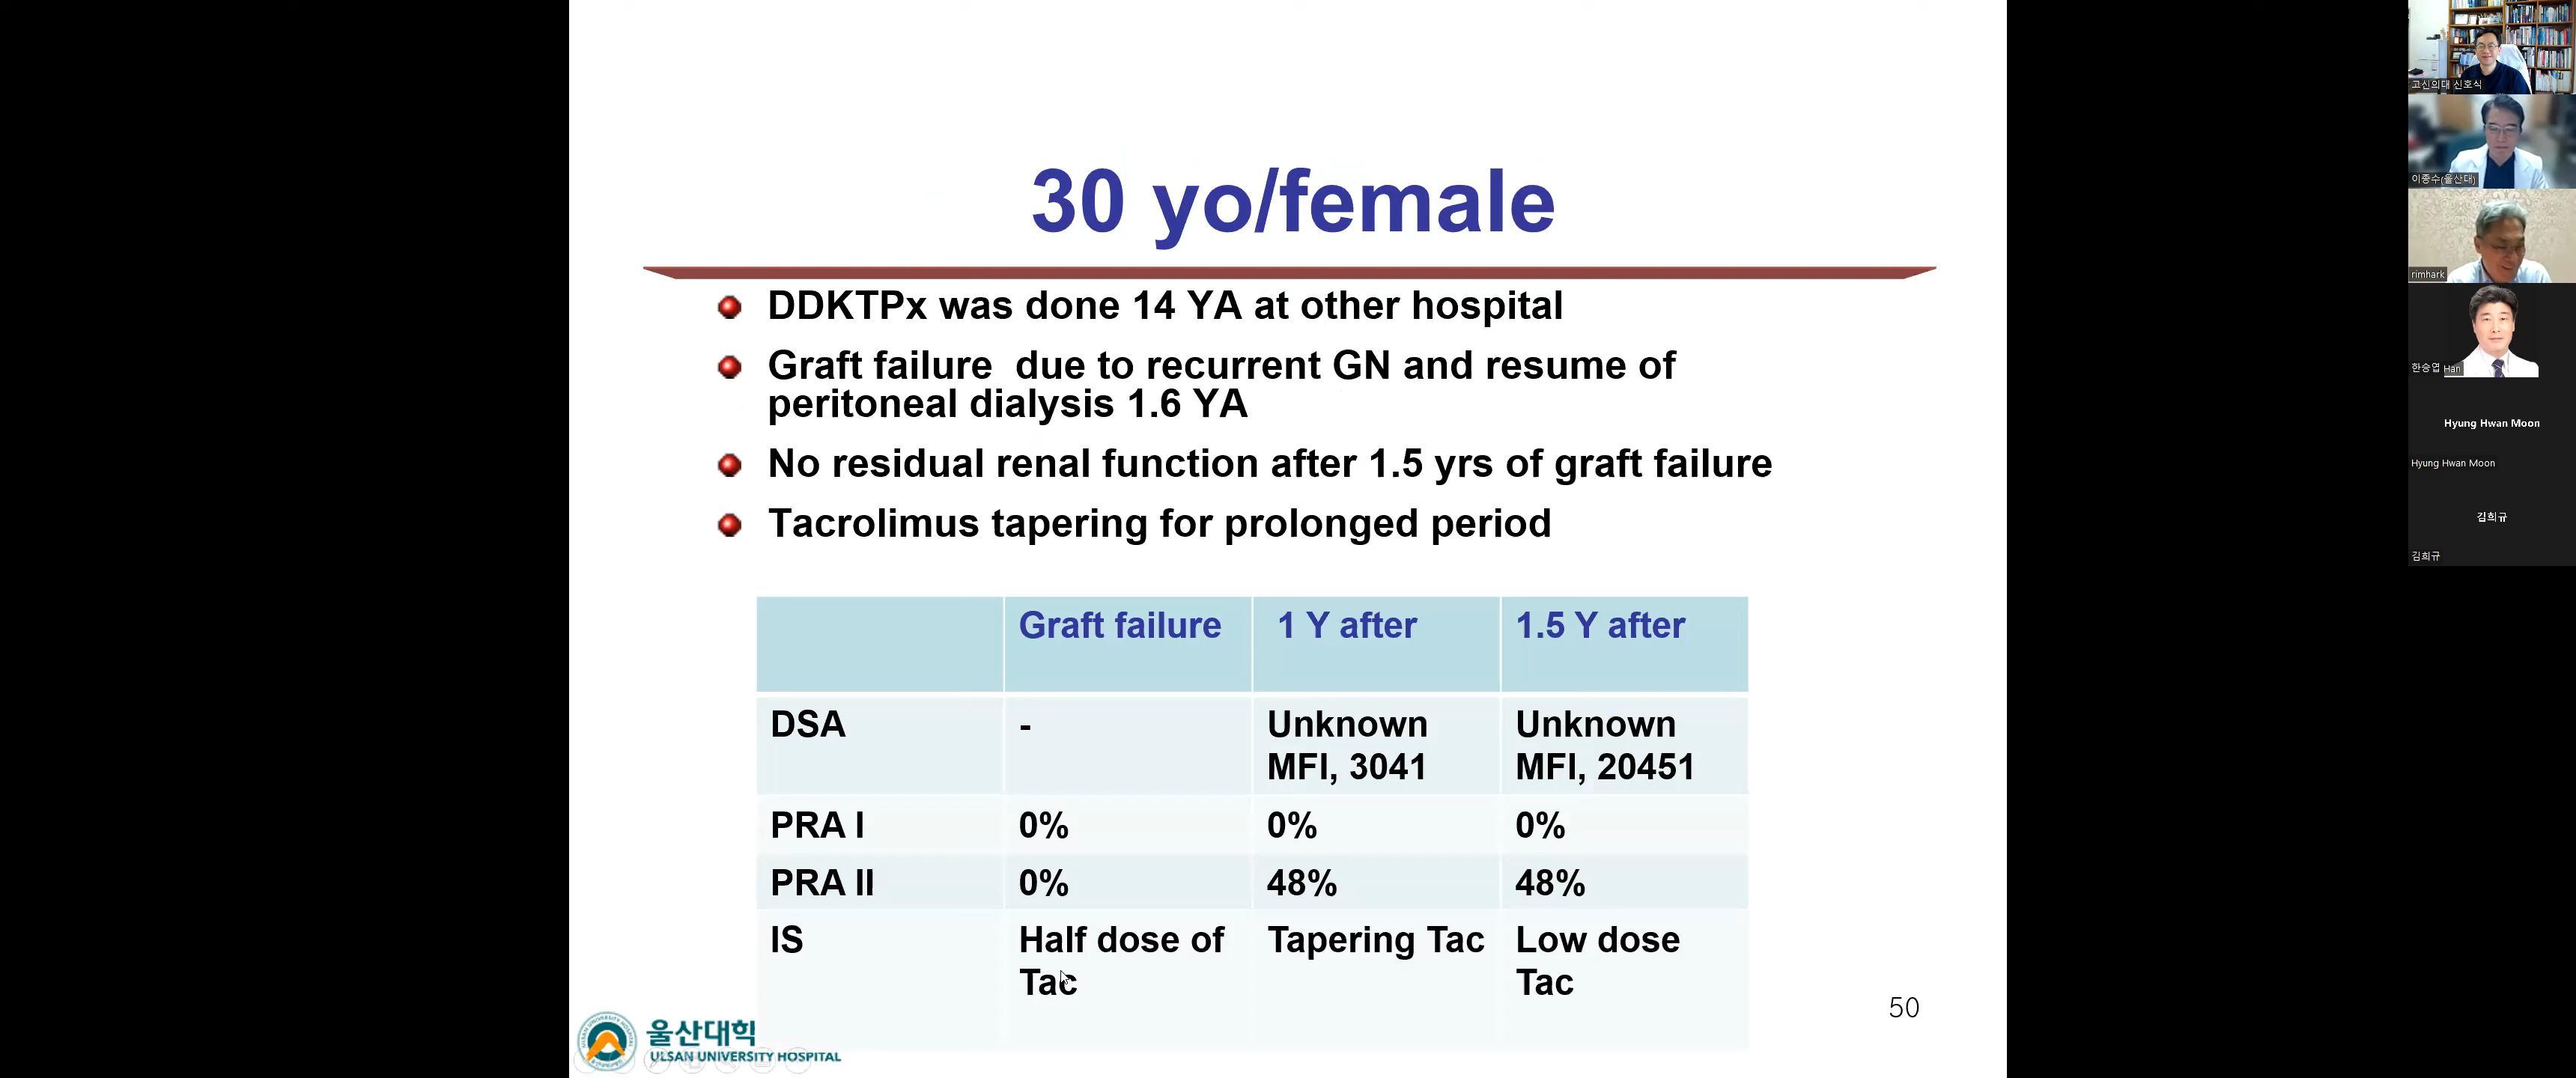 30 yo/female
DDKTPx was done 14 YA at other hospital
Graft failure due to recurrent GN and resume of
peritoneal dialysis 1.6 YA
No residual renal function after 1.5 yrs of graft failure
Tacrolimus tapering for prolonged period
Graft failure 1 Y after 1.5 Y after
DSA - Unknown MFI, 3041 Unknown MFI, 20451
PRA I 0% 0% 0%
PRA II 0% 48% 48%
IS Half dose of Tac Tapering Tac Low dose Tac
50
울산대학
ULSAN UNIVERSITY HOSPITAL
고신의대 신호식
이종수(울산대)
rimhark
한승엽 Han
Hyung Hwan Moon
Hyung Hwan Moon
김희규
김희규